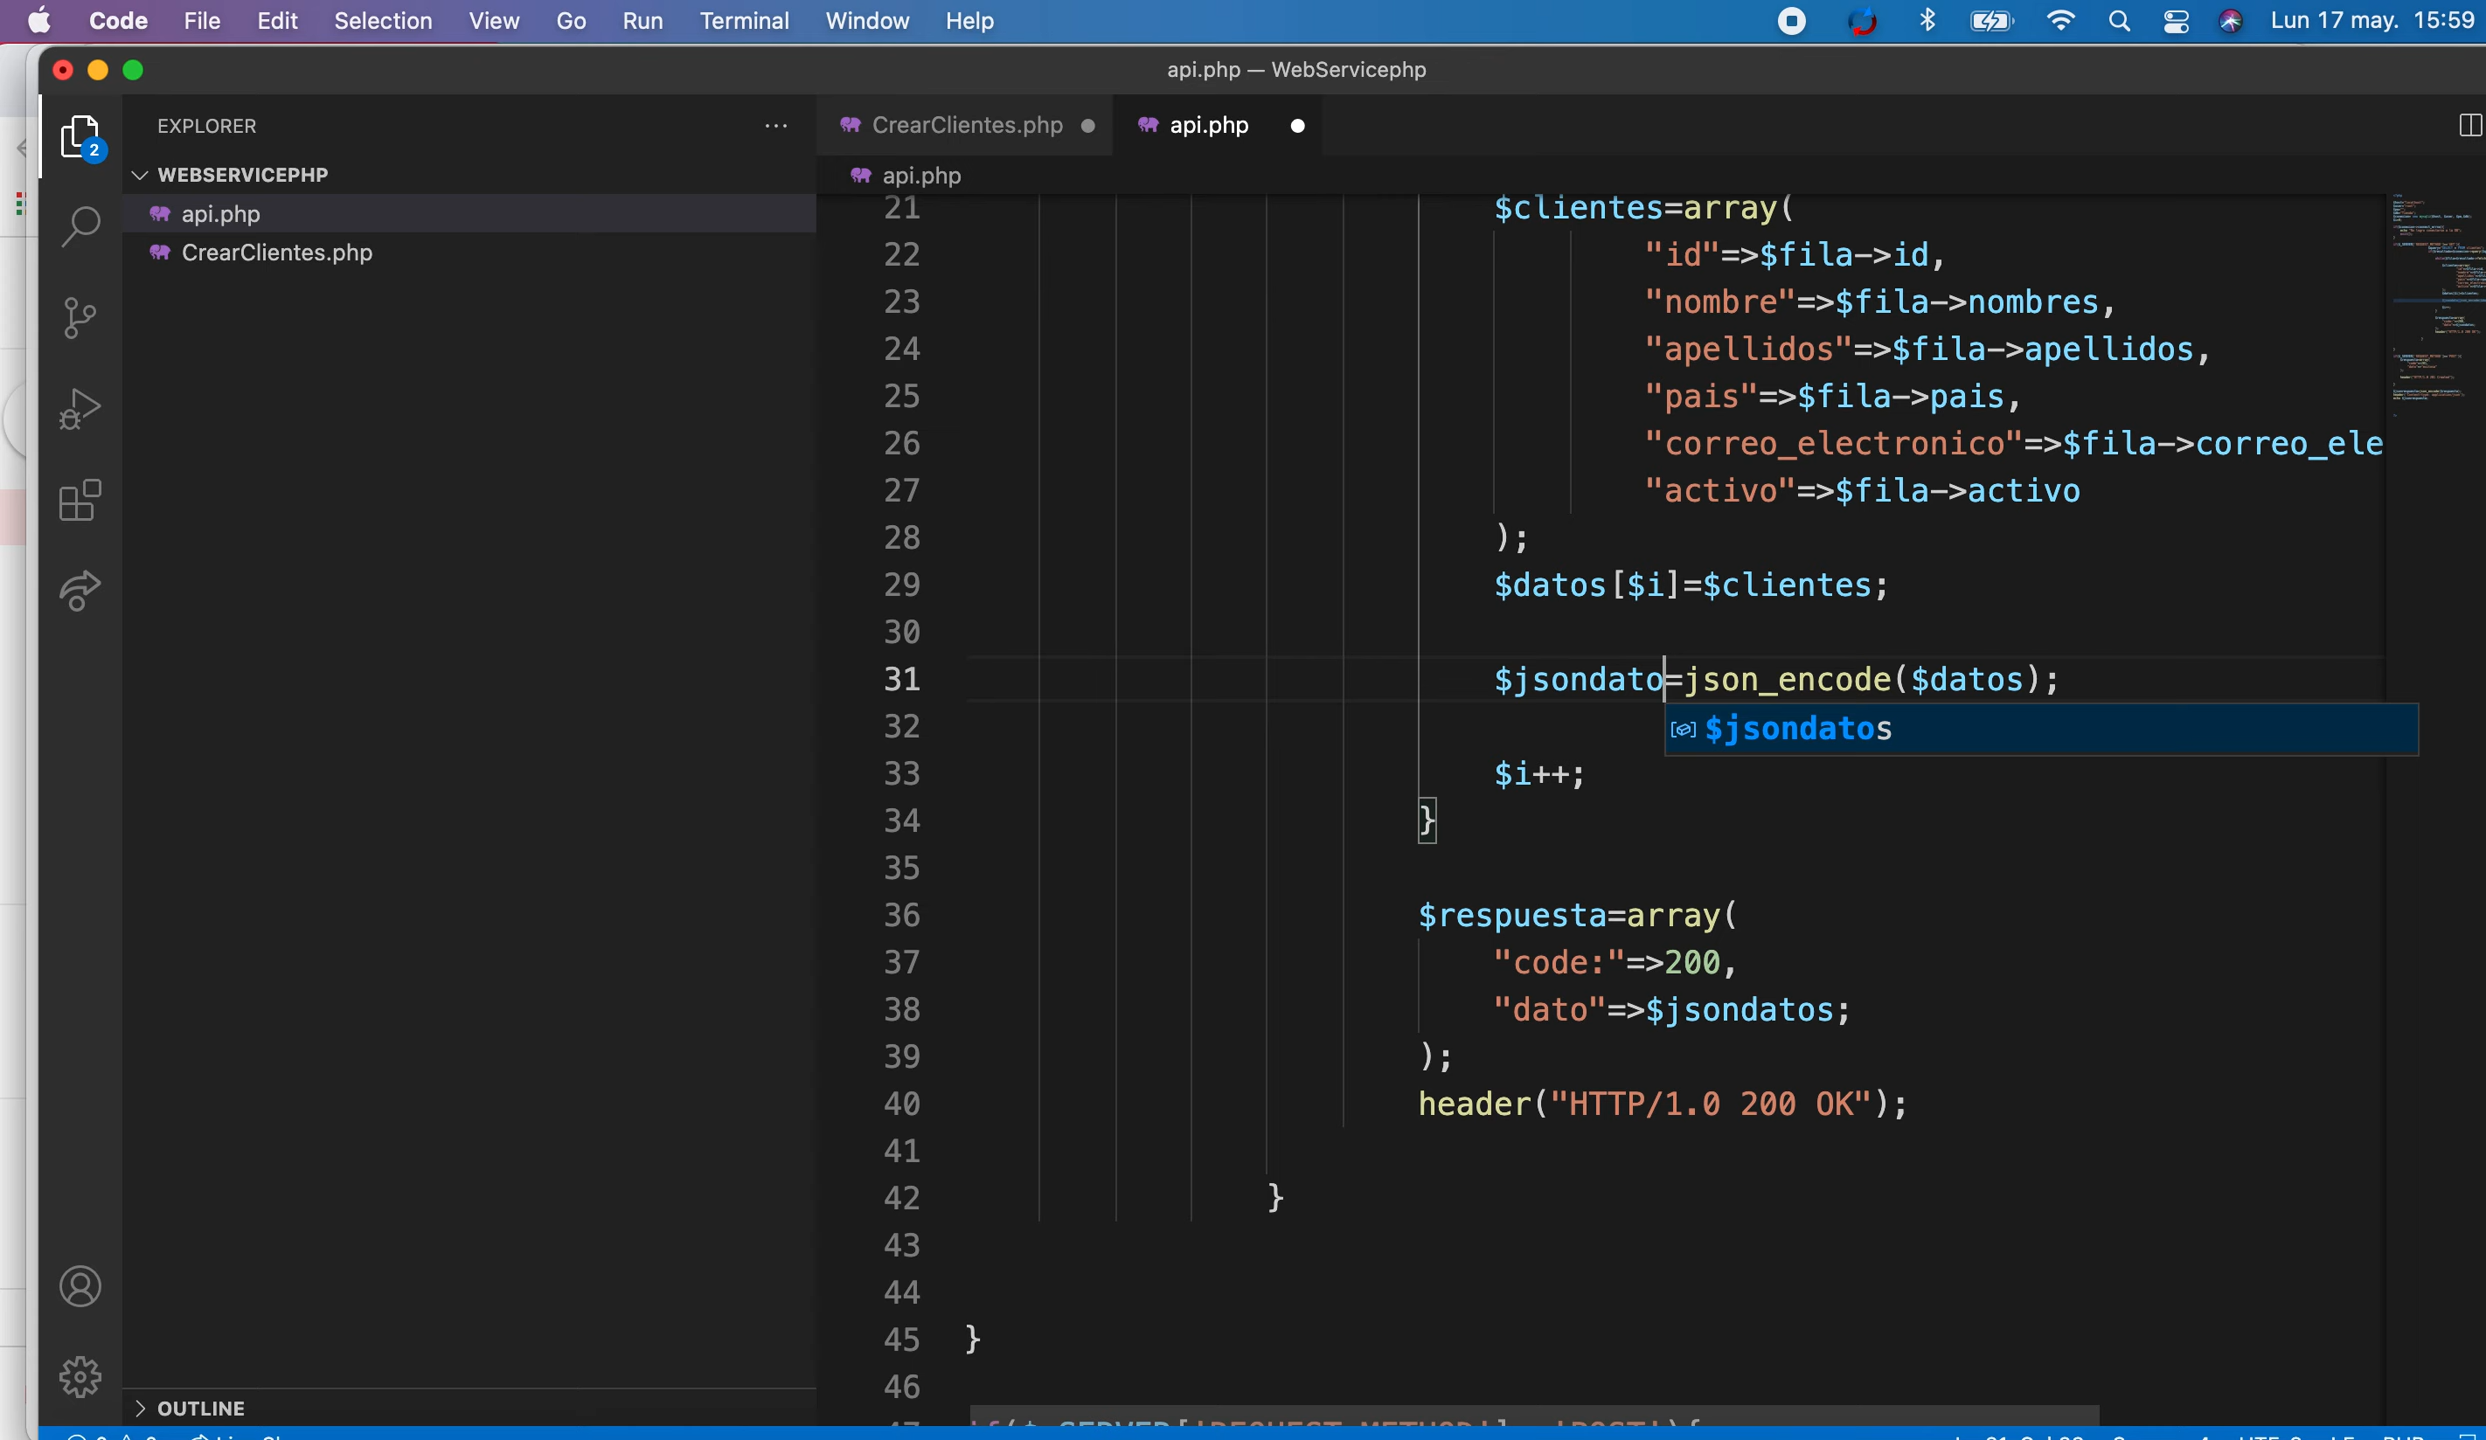 Code File Edit Selection View Go Run Terminal Window Help Lun 17 may. 15:59
api.php — WebServicephp
EXPLORER
CrearClientes.php
api.php
2
WEBSERVICEPHP
api.php
CrearClientes.php
api.php
21 $clientes=array(
22 "id"=>$fila->id,
23 "nombre"=>$fila->nombres,
24 "apellidos"=>$fila->apellidos,
25 "pais"=>$fila->pais,
26 "correo_electronico"=>$fila->correo_ele
27 "activo"=>$fila->activo
28 );
29 $datos[$i]=$clientes;
30
31 $jsondato=json_encode($datos);
32 $jsondatos
33 $i++;
34 }
35
36 $respuesta=array(
37 "code:"=>200,
38 "dato"=>$jsondatos;
39 );
40 header("HTTP/1.0 200 OK");
41
42 }
43
44
45 }
46
OUTLINE